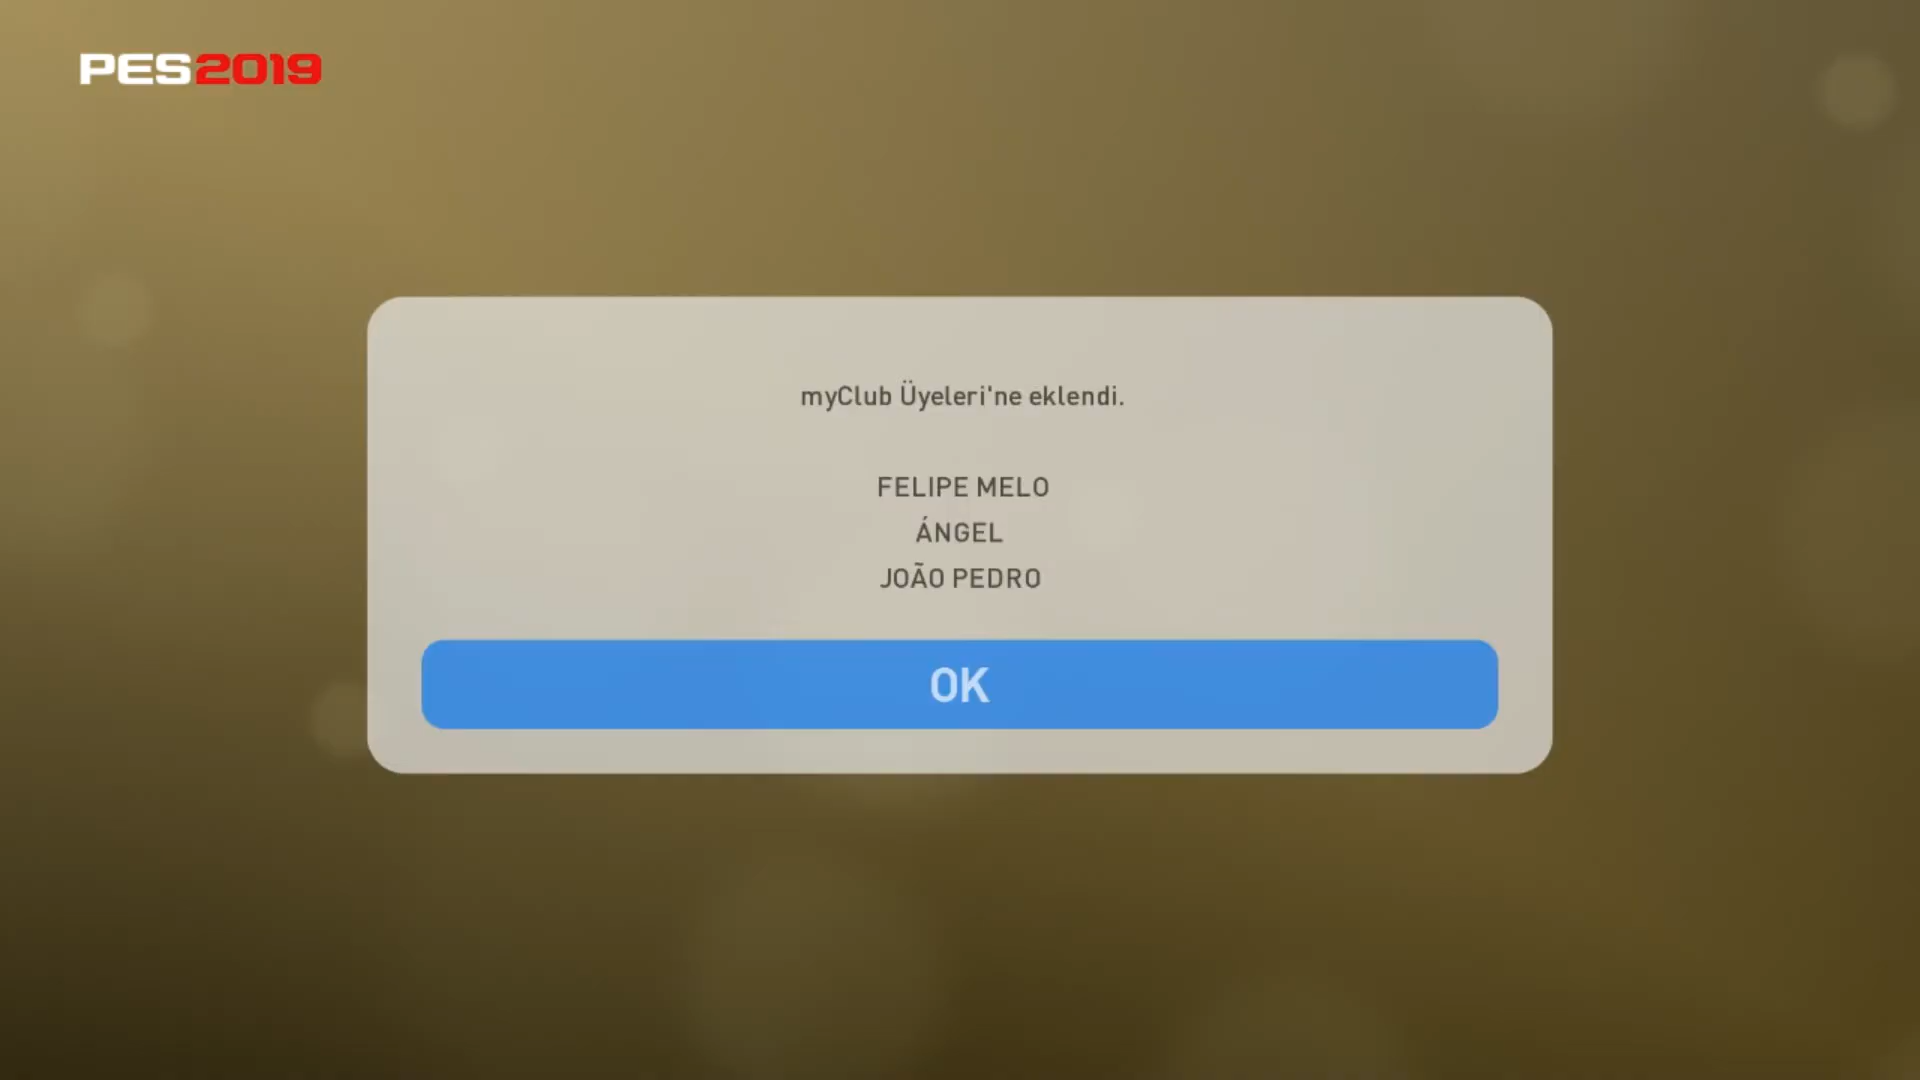 PES2019
myClub Üyeleri'ne eklendi.
FELIPE MELO
ÁNGEL
JOÃO PEDRO
OK